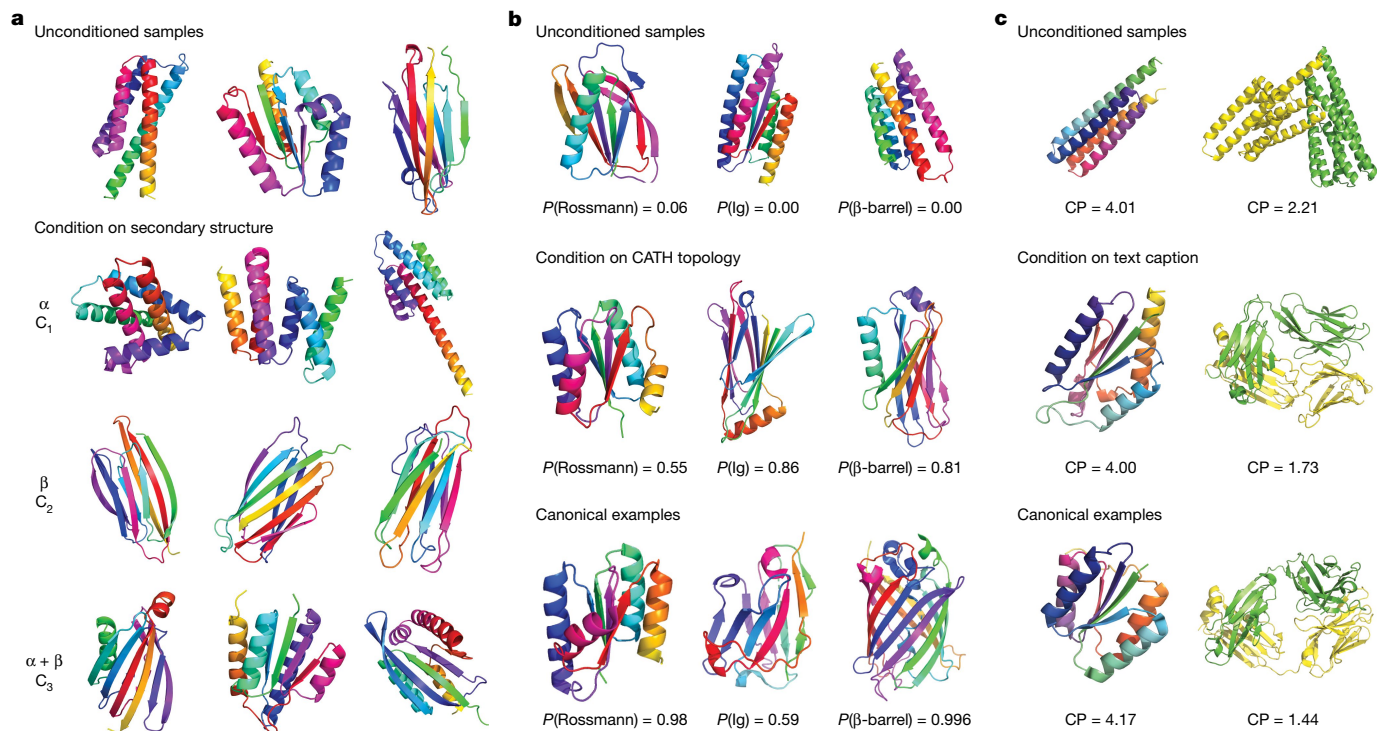 a
Unconditioned samples
Condition on secondary structure
α
C1
β
C2
α + β
C3
b
Unconditioned samples
P(Rossmann) = 0.06 P(Ig) = 0.00 P(β-barrel) = 0.00
Condition on CATH topology
P(Rossmann) = 0.55 P(Ig) = 0.86 P(β-barrel) = 0.81
Canonical examples
P(Rossmann) = 0.98 P(Ig) = 0.59 P(β-barrel) = 0.996
c
Unconditioned samples
CP = 4.01 CP = 2.21
Condition on text caption
CP = 4.00 CP = 1.73
Canonical examples
CP = 4.17 CP = 1.44